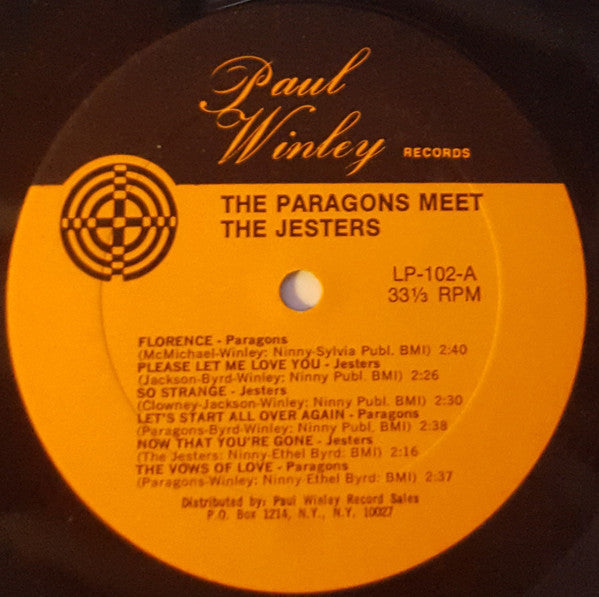 Paul
Winley RECORDS
THE PARAGONS MEET
THE JESTERS
LP-102-A
33⅓ RPM
FLORENCE - Paragons
(McMichael-Winley: Ninny-Sylvia Publ. BMI) 2:40
PLEASE LET ME LOVE YOU - Jesters
(Jackson-Byrd-Winley: Ninny Publ. BMI) 2:26
SO STRANGE - Jesters
(Clowney-Jackson-Winley: Ninny Publ. BMI) 2:30
LET'S START ALL OVER AGAIN - Paragons
(Paragons-Byrd-Winley: Ninny Publ. BMI) 2:38
NOW THAT YOU'RE GONE - Jesters
(The Jesters: Ninny-Ethel Byrd: BMI) 2:16
THE VOWS OF LOVE - Paragons
(Paragons-Winley: Ninny-Ethel Byrd: BMI) 2:37
Distributed by: Paul Winley Record Sales
P.O. Box 1214, N.Y., N.Y. 10027